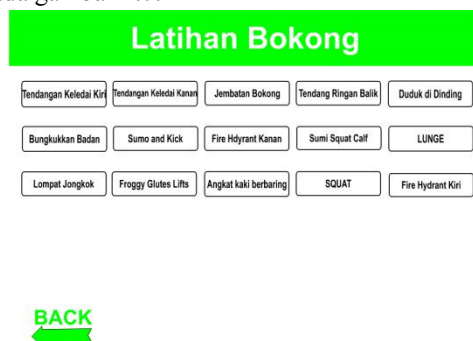 Latihan Bokong
Tendangan Keledai Kiri
Tendangan Keledai Kanan
Jembatan Bokong
Tendang Ringan Balik
Duduk di Dinding
Bungkukkan Badan
Sumo and Kick
Fire Hdyrant Kanan
Sumi Squat Calf
LUNGE
Lompat Jongkok
Froggy Glutes Lifts
Angkat kaki berbaring
SQUAT
Fire Hydrant Kiri
BACK